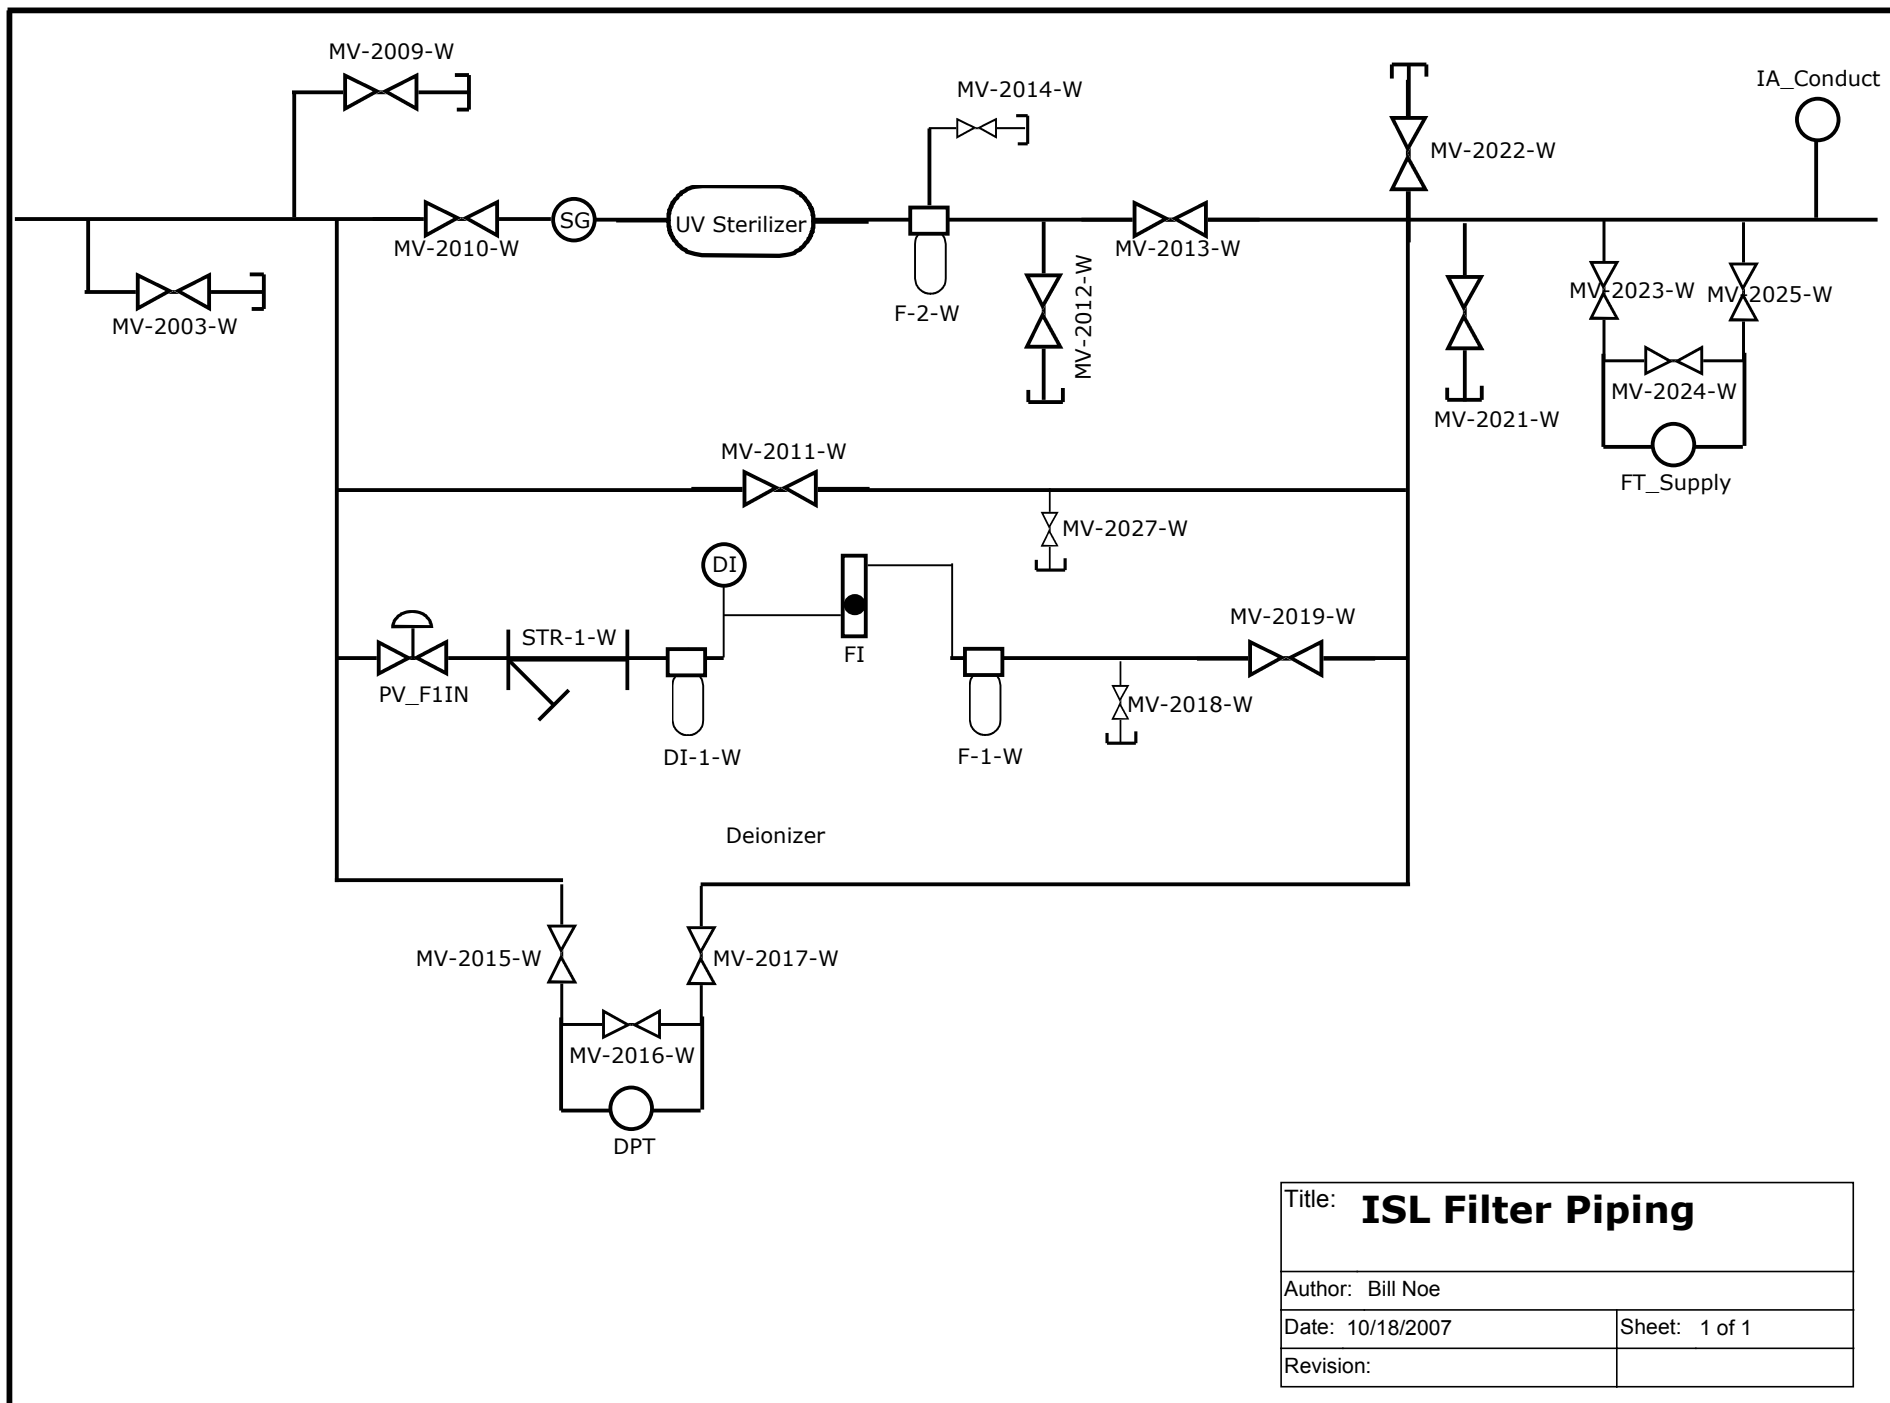 MV-2009-W
MV-2014-W
IA_Conduct
MV-2022-W
SG
UV Sterilizer
MV-2010-W
MV-2013-W
MV-2003-W
F-2-W
MV-2012-W
MV-2023-W
MV-2025-W
MV-2024-W
MV-2021-W
FT_Supply
MV-2011-W
MV-2027-W
DI
MV-2019-W
STR-1-W
FI
PV_F1IN
MV-2018-W
DI-1-W
F-1-W
Deionizer
MV-2015-W
MV-2017-W
MV-2016-W
DPT
Title: ISL Filter Piping
Author: Bill Noe
Date: 10/18/2007
Sheet: 1 of 1
Revision: